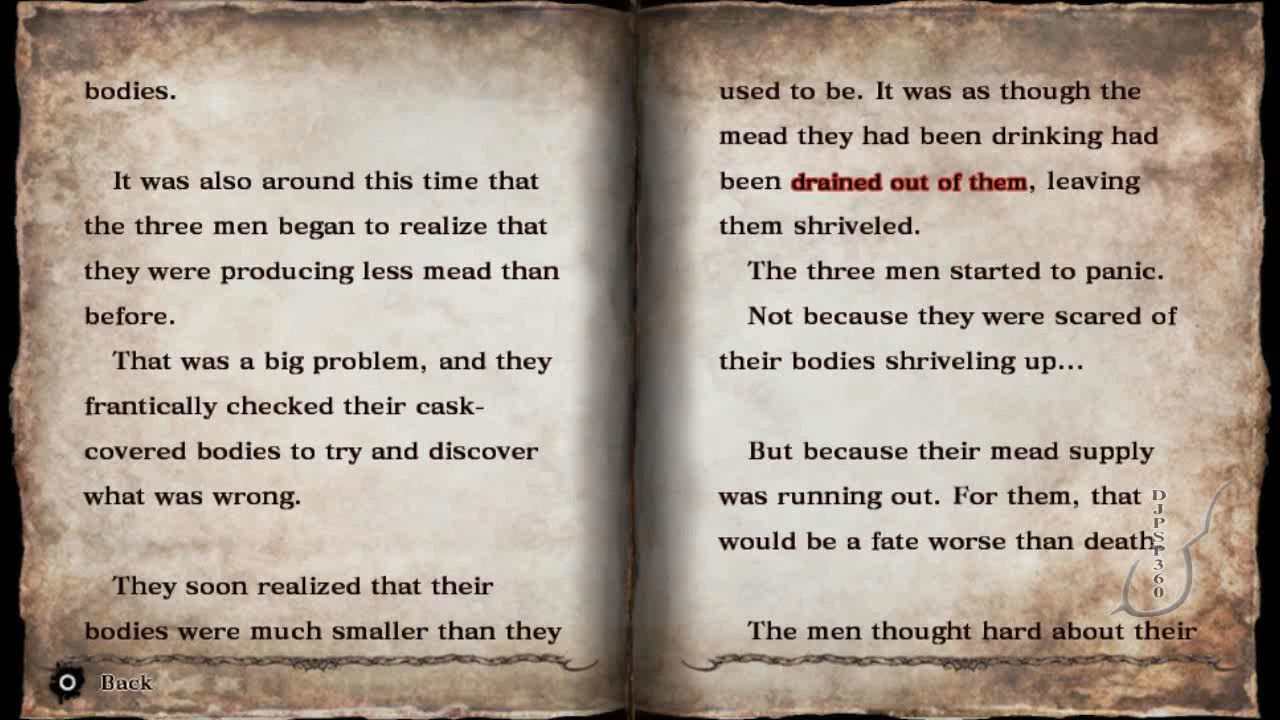 bodies.
It was also around this time that
the three men began to realize that
they were producing less mead than
before.
That was a big problem, and they
frantically checked their cask-
covered bodies to try and discover
what was wrong.
They soon realized that their
bodies were much smaller than they
used to be. It was as though the
mead they had been drinking had
been drained out of them, leaving
them shriveled.
The three men started to panic.
Not because they were scared of
their bodies shriveling up...
But because their mead supply
was running out. For them, that
would be a fate worse than death.
The men thought hard about their
Back
DJPSP360